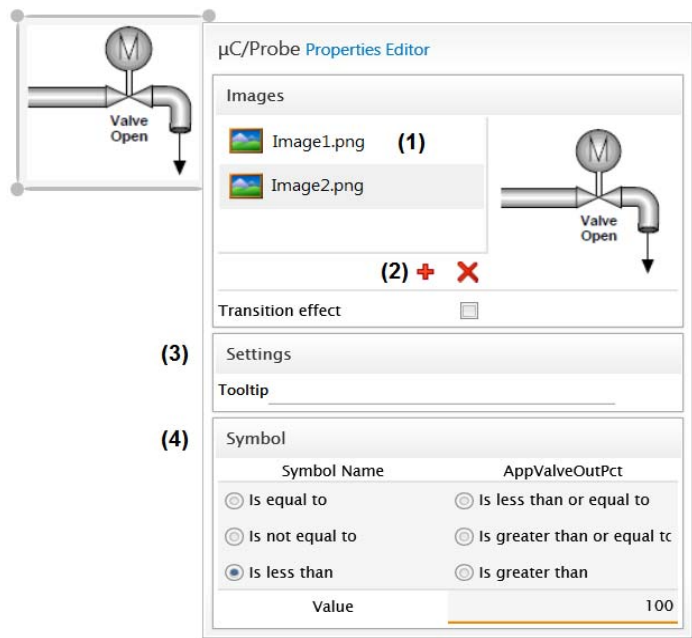 M
Valve
Open
µC/Probe Properties Editor
Images
Image1.png (1)
Image2.png
M
Valve
Open
(2)
Transition effect
(3) Settings
Tooltip
(4) Symbol
Symbol Name AppValveOutPct
Is equal to Is less than or equal to
Is not equal to Is greater than or equal to
Is less than Is greater than
Value 100